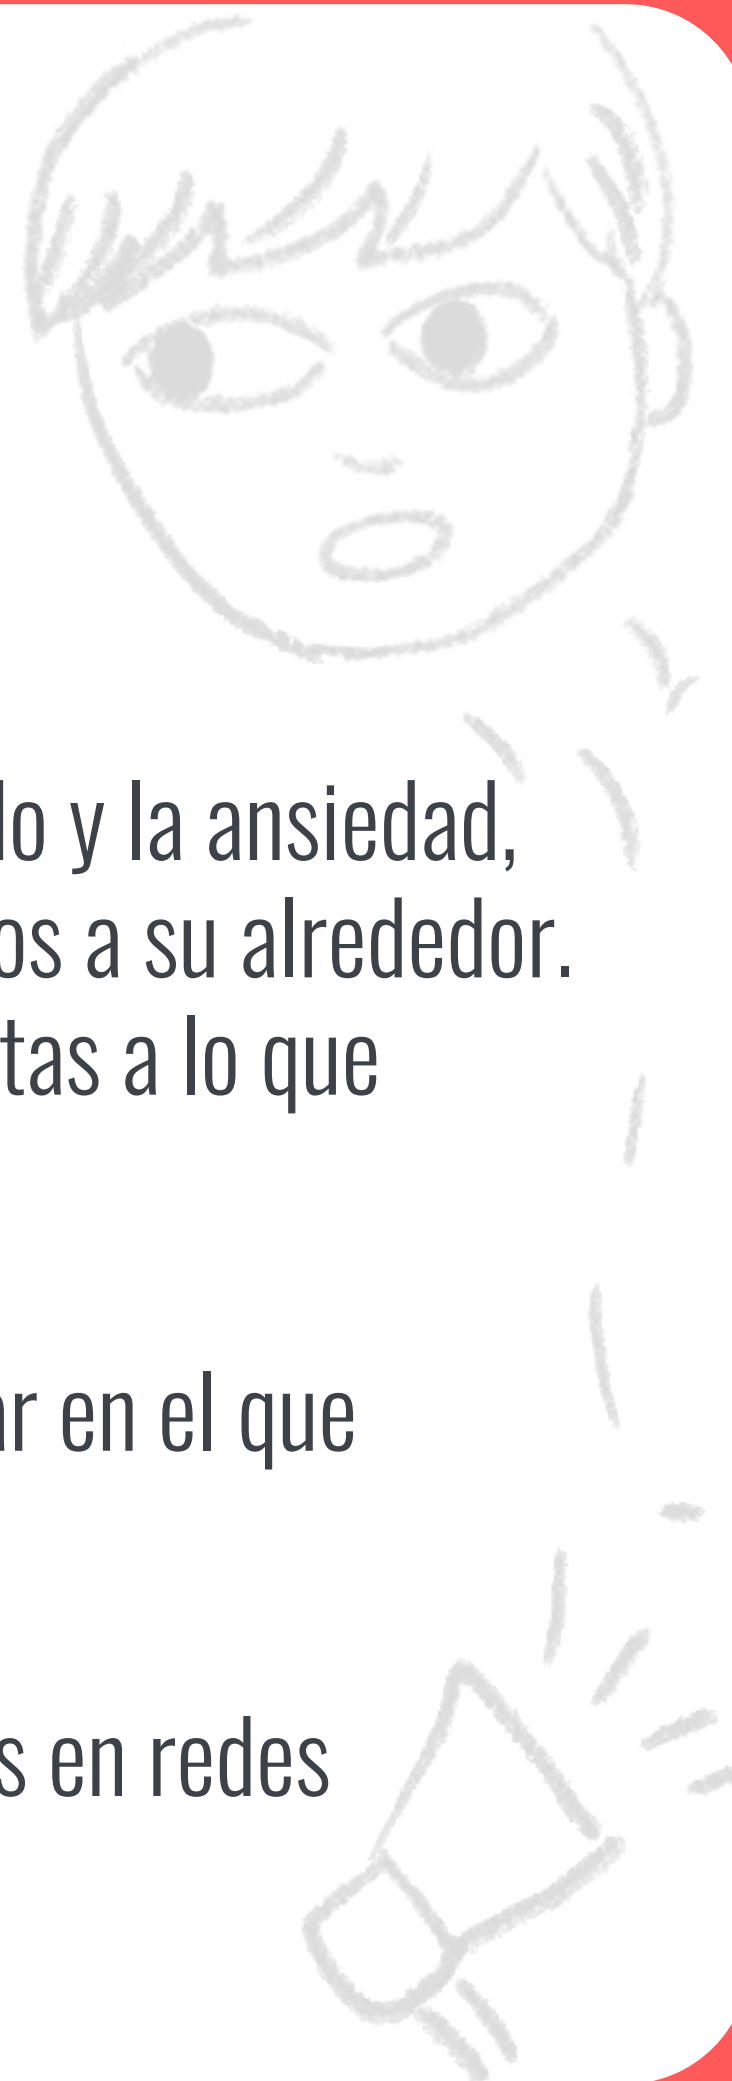 lo y la ansiedad,
os a su alrededor.
tas a lo que
ar en el que
s en redes